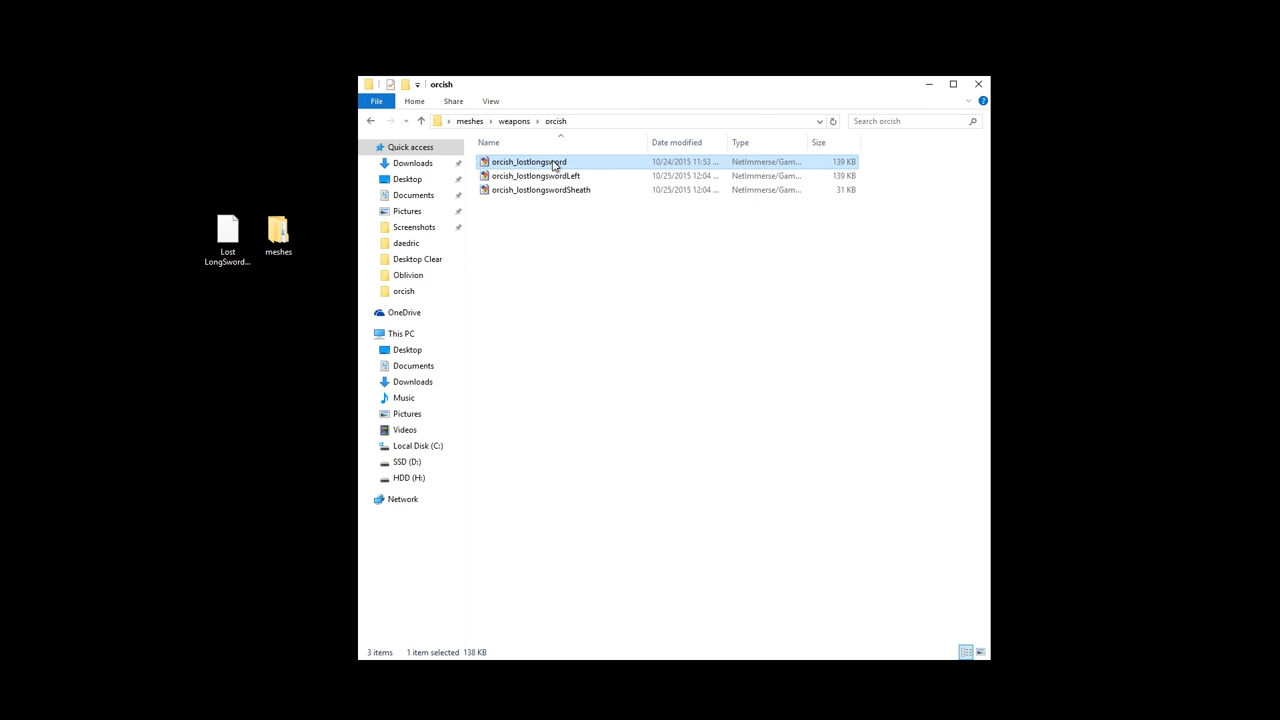 orcish
File Home Share View
meshes weapons orcish Search orcish
Name Date modified Type Size
orcish_lostlongsword 10/24/2015 11:53 ... NetImmerse/Gam... 139 KB
orcish_lostlongswordLeft 10/25/2015 12:04 ... NetImmerse/Gam... 139 KB
orcish_lostlongswordSheath 10/25/2015 12:04 ... NetImmerse/Gam... 31 KB
Quick access
Downloads
Desktop
Documents
Pictures
Screenshots
daedric
Desktop Clear
Oblivion
orcish
OneDrive
This PC
Desktop
Documents
Downloads
Music
Pictures
Videos
Local Disk (C:)
SSD (D:)
HDD (H:)
Network
Lost
LongSword...
meshes
3 items 1 item selected 138 KB